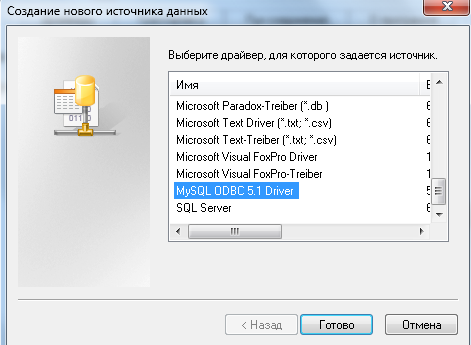 Создание нового источника данных
Выберите драйвер, для которого задается источник.
Имя В
Microsoft Paradox-Treiber (*.db ) 6
Microsoft Text Driver (*.txt; *.csv) 6
Microsoft Text-Treiber (*.txt; *.csv) 6
Microsoft Visual FoxPro Driver 1
Microsoft Visual FoxPro-Treiber 1
MySQL ODBC 5.1 Driver 5
SQL Server 6
< Назад
Готово
Отмена